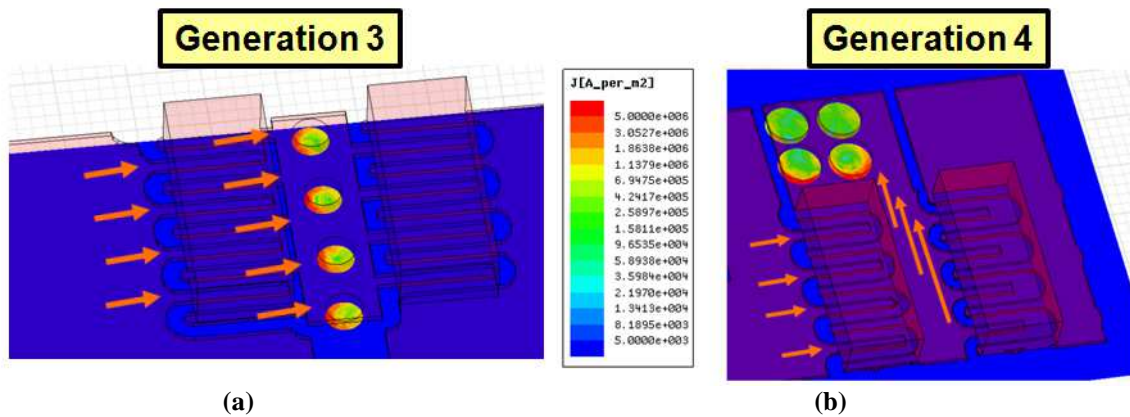 Generation 3
Generation 4
J[A_per_m2]
5.0000e+006
3.0527e+006
1.8638e+006
1.1379e+006
6.9475e+005
4.2417e+005
2.5897e+005
1.5811e+005
9.6535e+004
5.8938e+004
3.5984e+004
2.1970e+004
1.3413e+004
8.1895e+003
5.0000e+003
(a)
(b)